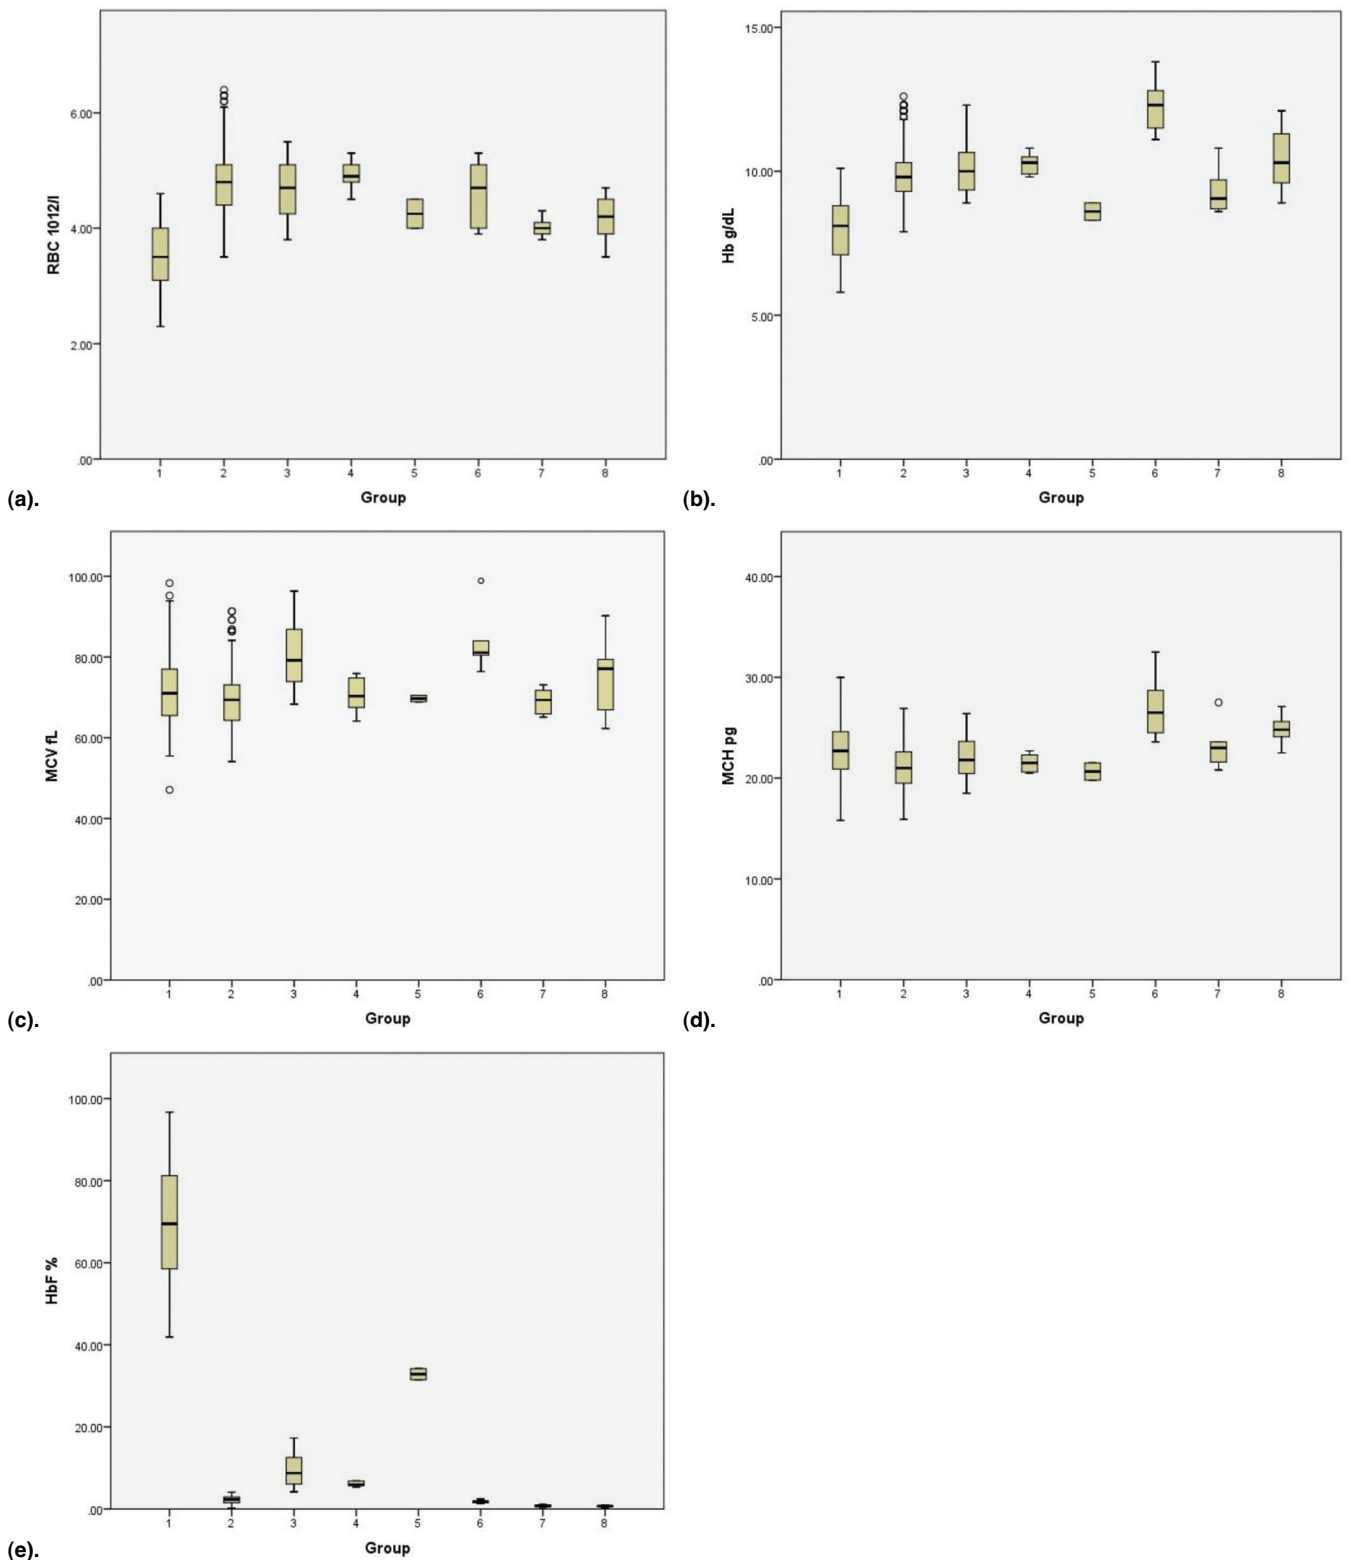 6.00
4.00
2.00
.00
RBC 1012/l
1 2 3 4 5 6 7 8
Group
(a).
15.00
10.00
5.00
.00
Hb g/dL
1 2 3 4 5 6 7 8
Group
(b).
100.00
80.00
60.00
40.00
20.00
.00
MCV fL
1 2 3 4 5 6 7 8
Group
(c).
40.00
30.00
20.00
10.00
.00
MCH pg
1 2 3 4 5 6 7 8
Group
(d).
100.00
80.00
60.00
40.00
20.00
.00
HbF %
1 2 3 4 5 6 7 8
Group
(e).